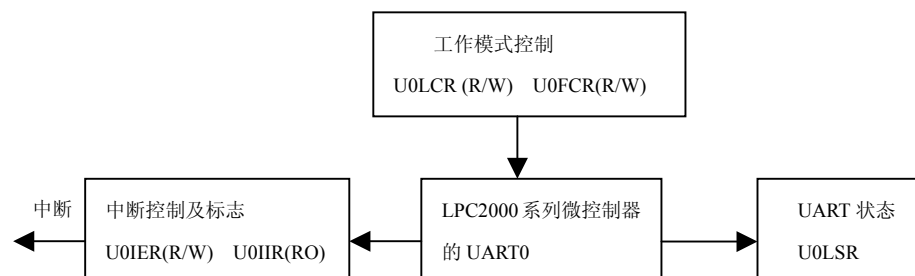 工作模式控制
U0LCR (R/W) U0FCR(R/W)
中断
中断控制及标志
U0IER(R/W) U0IIR(RO)
LPC2000 系列微控制器
的 UART0
UART 状态
U0LSR